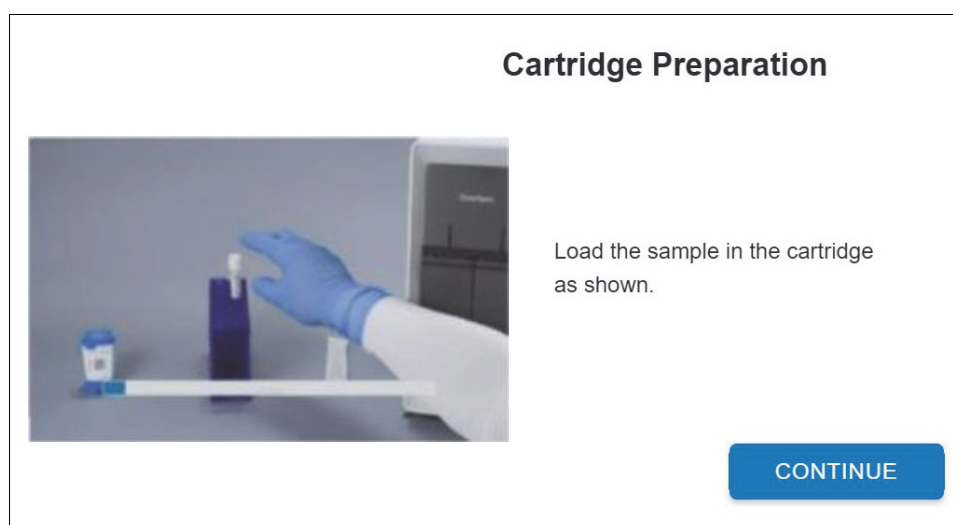 Cartridge Preparation
Load the sample in the cartridge
as shown.
CONTINUE